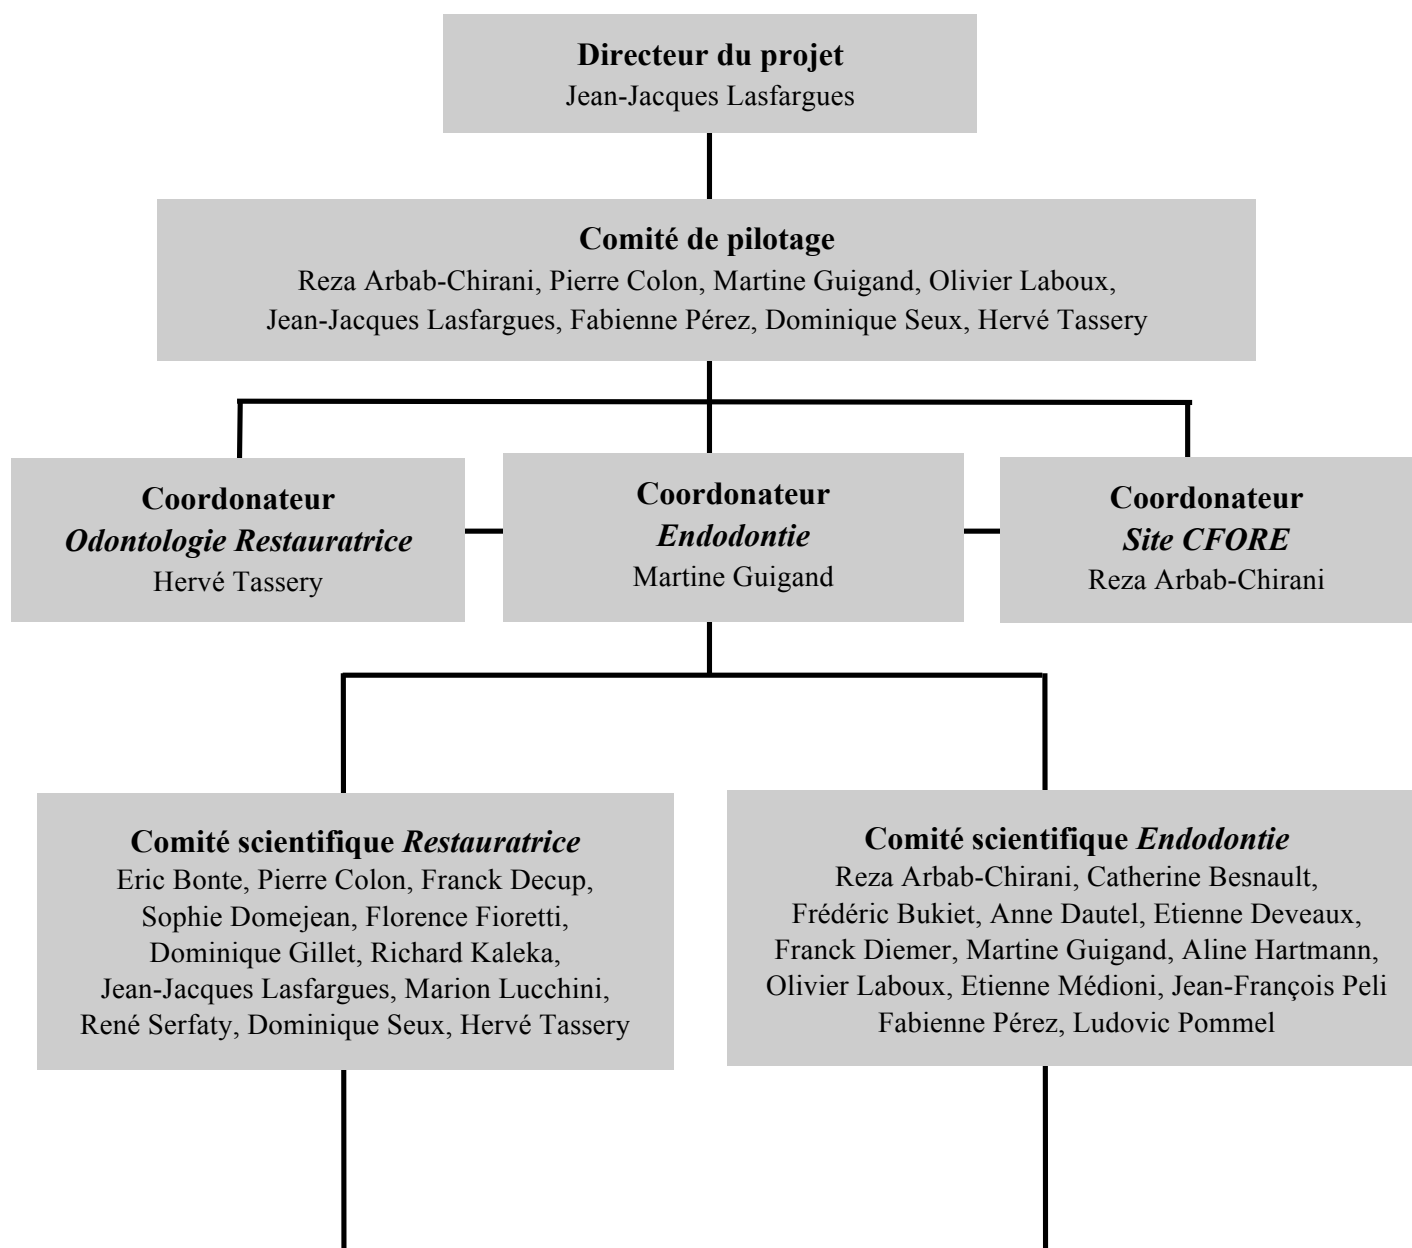 Directeur du projet
Jean-Jacques Lasfargues
Comité de pilotage
Reza Arbab-Chirani, Pierre Colon, Martine Guigand, Olivier Laboux,
Jean-Jacques Lasfargues, Fabienne Pérez, Dominique Seux, Hervé Tassery
Coordonateur
Odontologie Restauratrice
Hervé Tassery
Coordonateur
Endodontie
Martine Guigand
Coordonateur
Site CFORE
Reza Arbab-Chirani
Comité scientifique Restauratrice
Eric Bonte, Pierre Colon, Franck Decup,
Sophie Domejean, Florence Fioretti,
Dominique Gillet, Richard Kaleka,
Jean-Jacques Lasfargues, Marion Lucchini,
René Serfaty, Dominique Seux, Hervé Tassery
Comité scientifique Endodontie
Reza Arbab-Chirani, Catherine Besnault,
Frédéric Bukiet, Anne Dautel, Etienne Deveaux,
Franck Diemer, Martine Guigand, Aline Hartmann,
Olivier Laboux, Etienne Médioni, Jean-François Peli
Fabienne Pérez, Ludovic Pommel